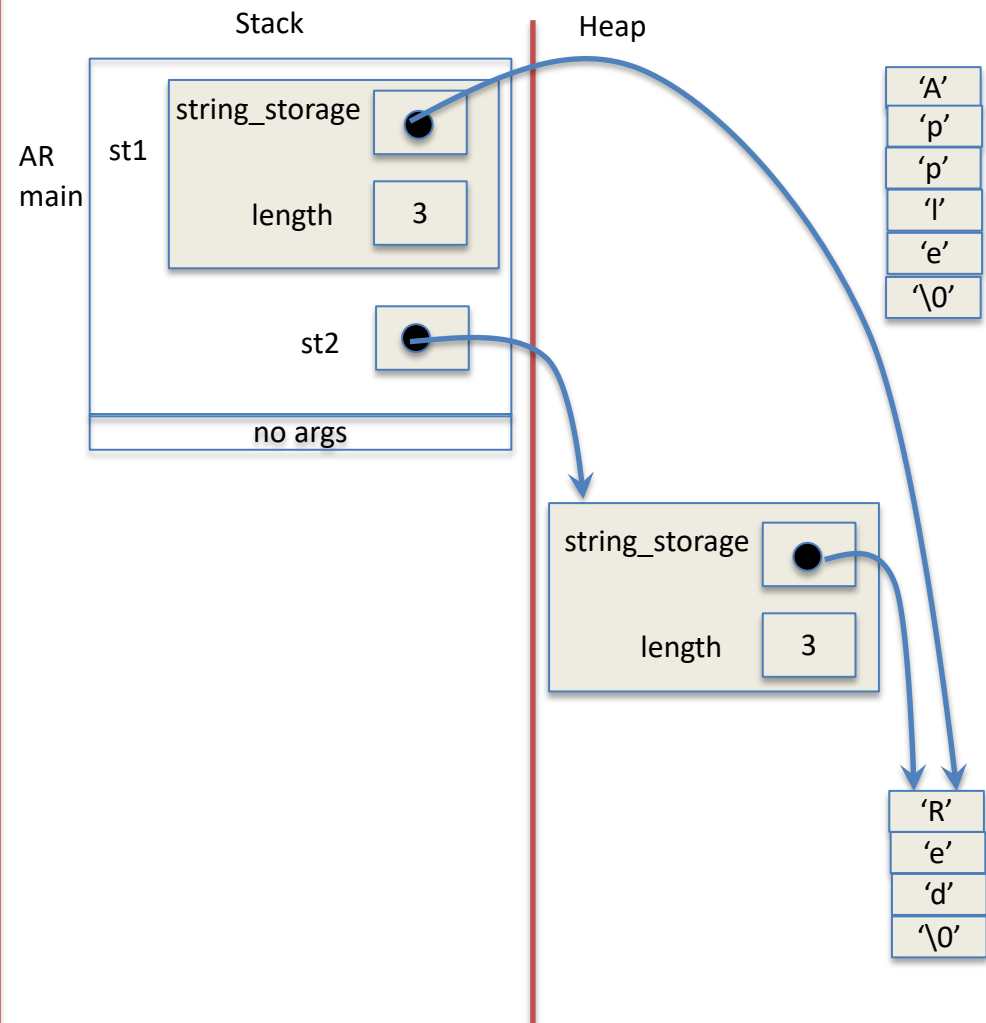 Stack
Heap
AR
main
st1
string_storage
length
3
st2
no args
‘A’
‘p’
‘p’
‘l’
‘e’
‘\0’
string_storage
length
3
‘R’
‘e’
‘d’
‘\0’